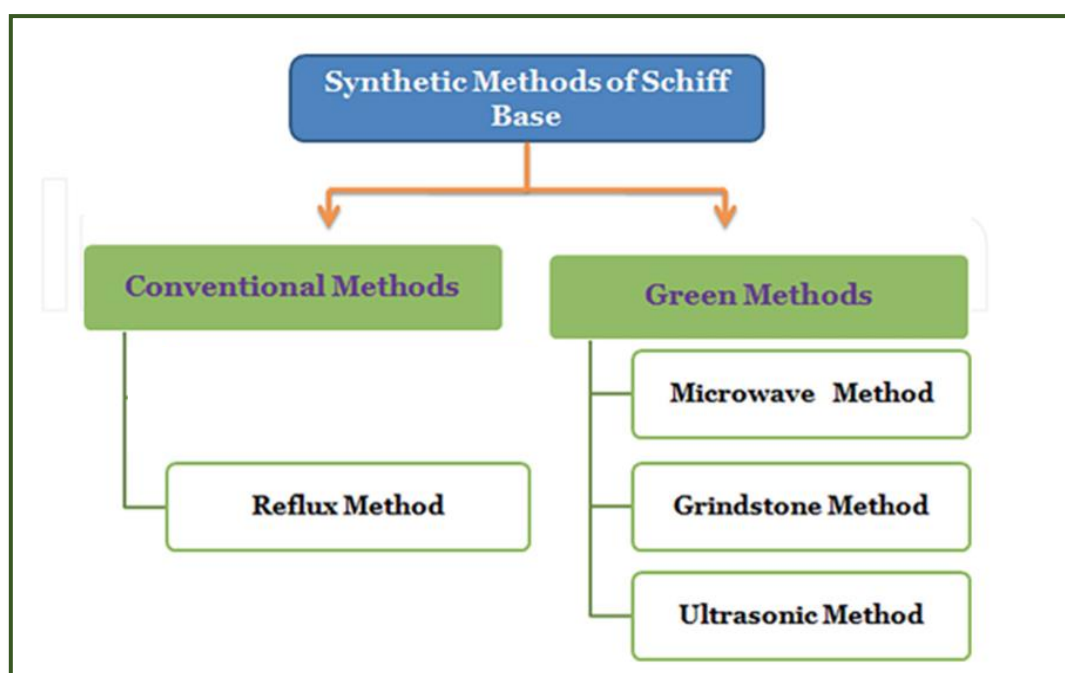 Synthetic Methods of Schiff
Base
Conventional Methods
Green Methods
Microwave Method
Reflux Method
Grindstone Method
Ultrasonic Method